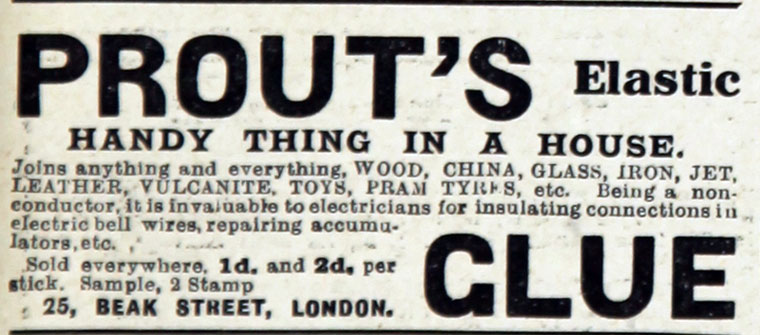 PROUT'S Elastic
HANDY THING IN A HOUSE.
Joins anything and everything, WOOD, CHINA, GLASS, IRON, JET,
LEATHER, VULCANITE, TOYS, PRAM TYRES, etc. Being a non-
conductor, it is invaluable to electricians for insulating connections in
electric bell wires, repairing accumu-
lators, etc.
Sold everywhere, 1d. and 2d. per
stick. Sample, 2 Stamp
25, BEAK STREET, LONDON.
GLUE